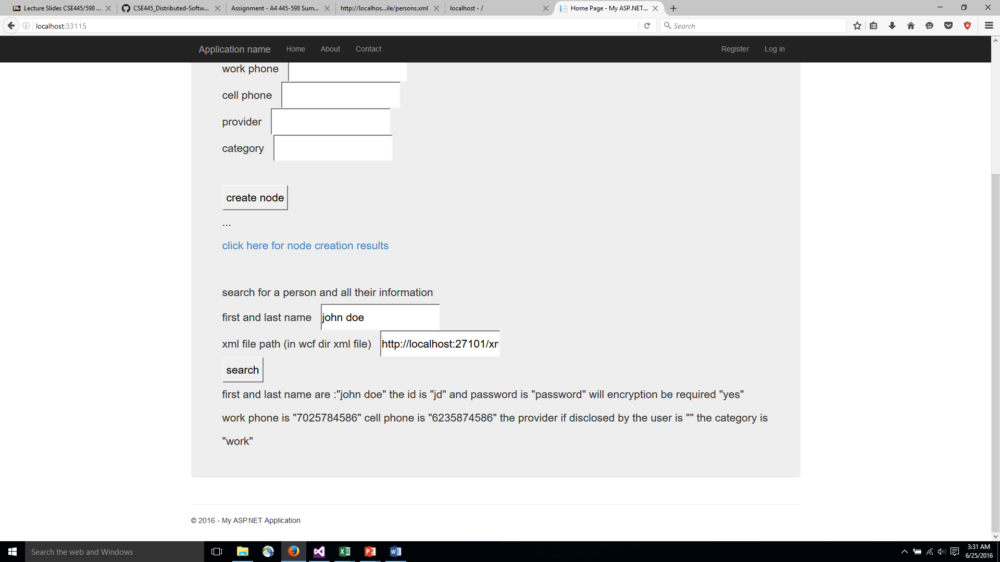 Bb Lecture Slides CSE445/598 ...
CSE445_Distributed-Softw...
Assignment - A4 445-598 Sum...
http://localhos...ile/persons.xml
localhost - /
Home Page - My ASP.NET...
localhost:33115
Search
Application name
Home
About
Contact
Register
Log in
work phone
cell phone
provider
category
create node
...
click here for node creation results
search for a person and all their information
first and last name
john doe
xml file path (in wcf dir xml file)
http://localhost:27101/xm
search
first and last name are :"john doe" the id is "jd" and password is "password" will encryption be required "yes"
work phone is "7025784586" cell phone is "6235874586" the provider if disclosed by the user is "" the category is
"work"
© 2016 - My ASP.NET Application
Search the web and Windows
3:31 AM
6/25/2016